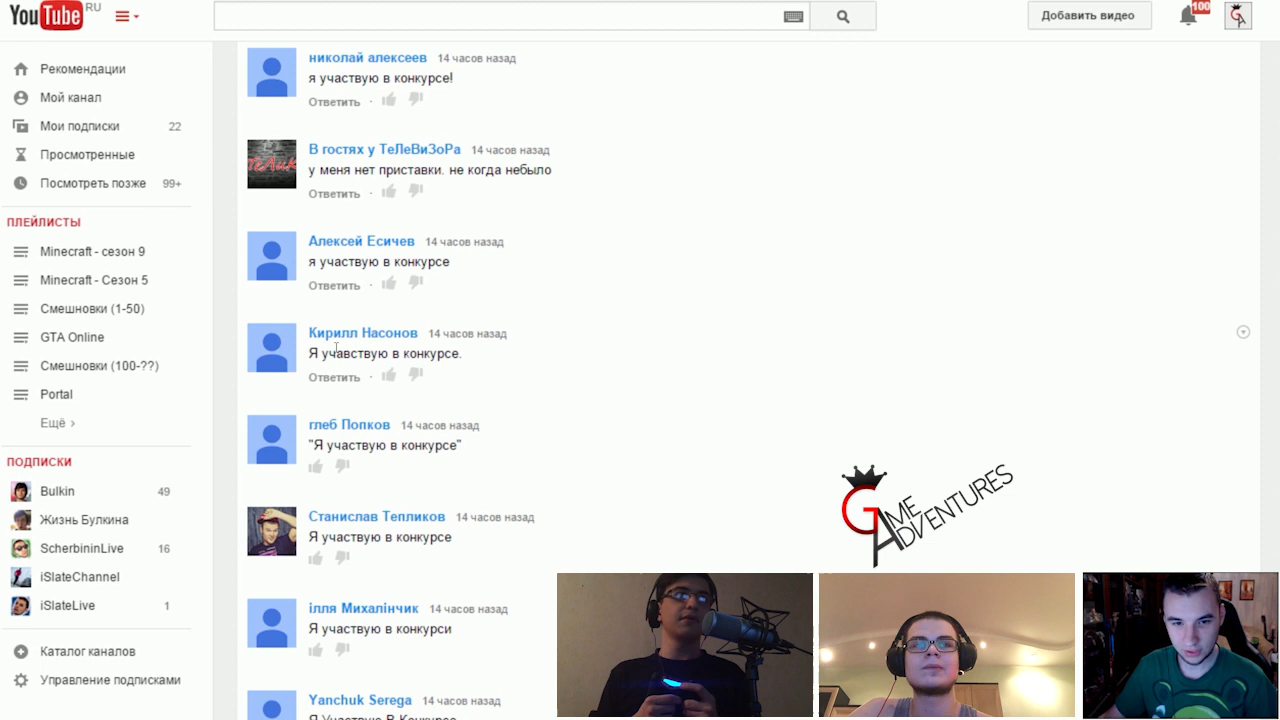 YouTube RU
Добавить видео
100
Рекомендации
Мой канал
Мои подписки 22
Просмотренные
Посмотреть позже 99+
ПЛЕЙЛИСТЫ
Minecraft - сезон 9
Minecraft - Сезон 5
Смешновки (1-50)
GTA Online
Смешновки (100-??)
Portal
Ещё ›
ПОДПИСКИ
Bulkin 49
Жизнь Булкина
ScherbininLive 16
iSlateChannel
iSlateLive 1
Каталог каналов
Управление подписками
николай алексеев 14 часов назад
я участвую в конкурсе!
Ответить ·
В гостях у ТеЛеВиЗоРа 14 часов назад
у меня нет приставки. не когда небыло
Ответить ·
Алексей Есичев 14 часов назад
я участвую в конкурсе
Ответить ·
Кирилл Насонов 14 часов назад
Я учавствую в конкурсе.
Ответить ·
глеб Попков 14 часов назад
"Я участвую в конкурсе"
Станислав Тепликов 14 часов назад
Я участвую в конкурсе
ілля Михалінчик 14 часов назад
Я участвую в конкурси
Yanchuk Serega 14 часов назад
Я Участвую В Конкурсе
GAME
ADVENTURES